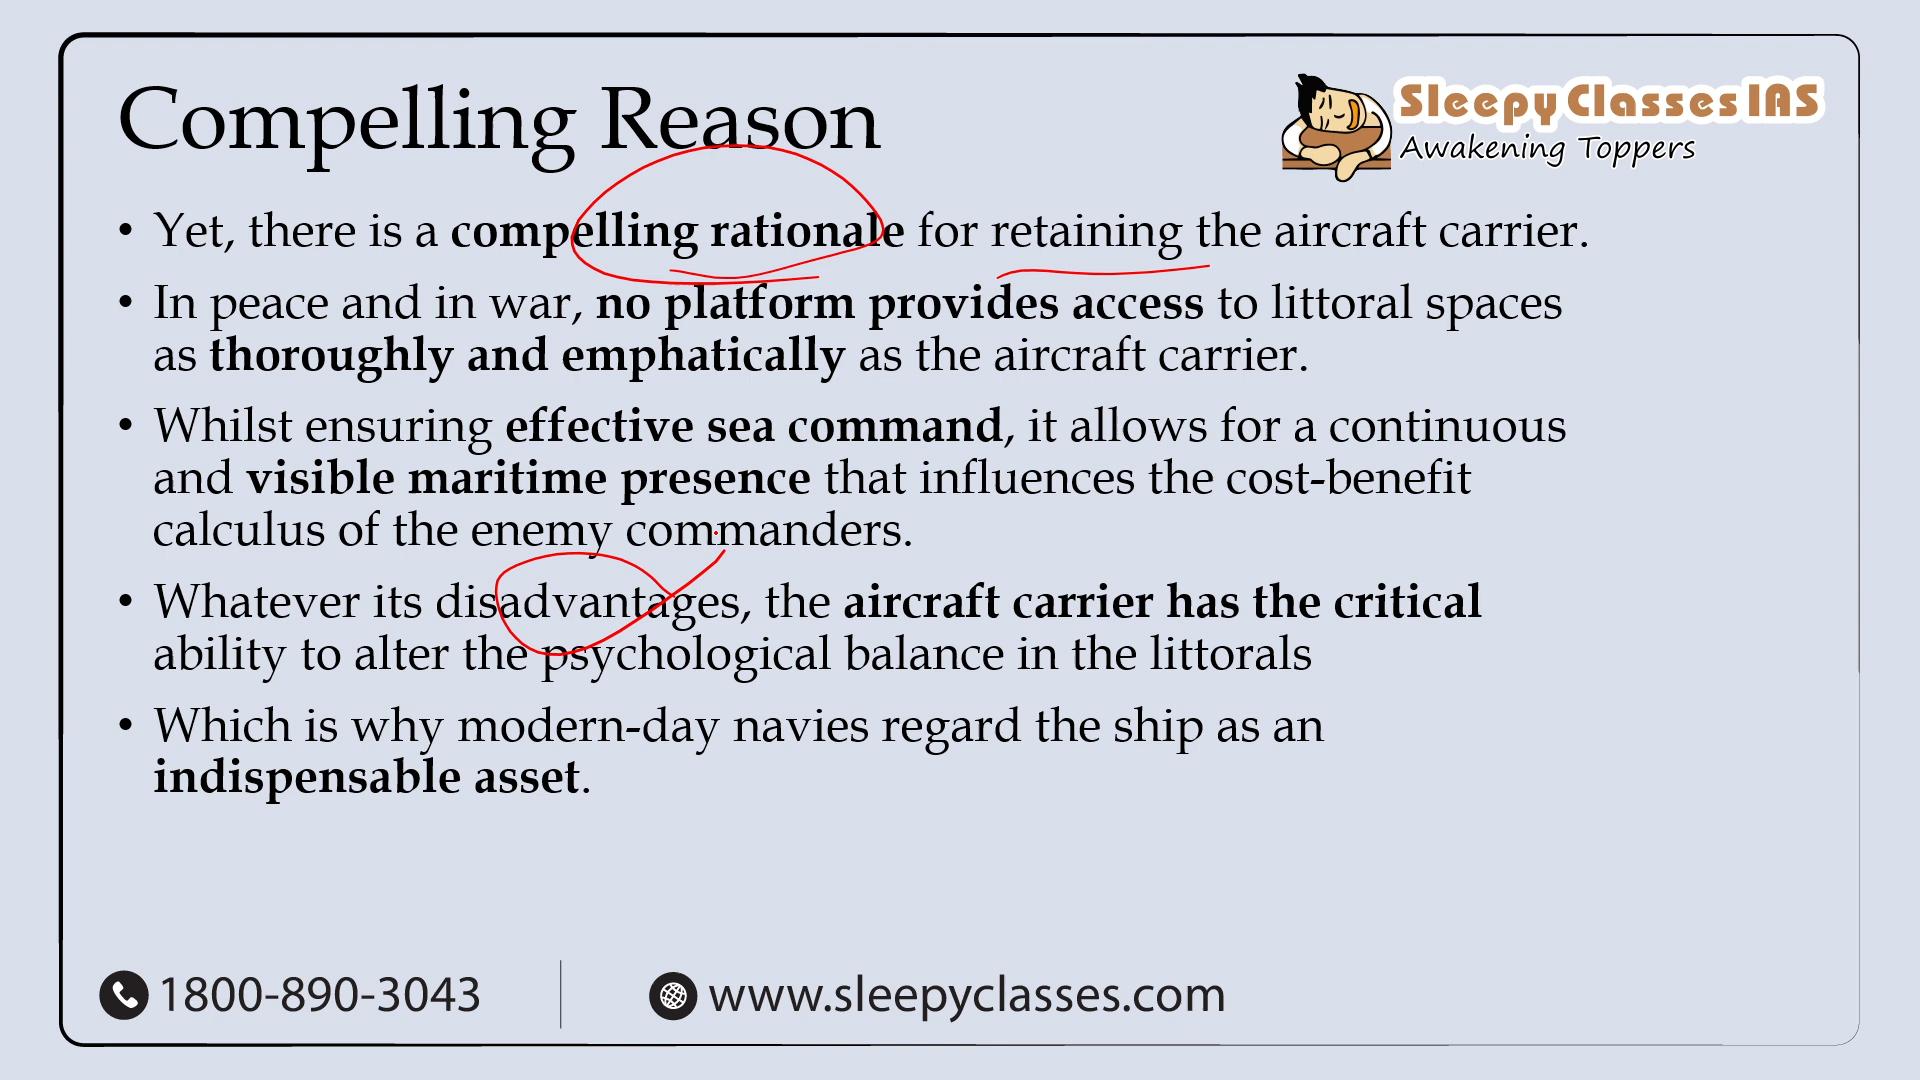 Compelling Reason
Sleepy Classes IAS
Awakening Toppers
• Yet, there is a compelling rationale for retaining the aircraft carrier.
• In peace and in war, no platform provides access to littoral spaces
as thoroughly and emphatically as the aircraft carrier.
• Whilst ensuring effective sea command, it allows for a continuous
and visible maritime presence that influences the cost-benefit
calculus of the enemy commanders.
• Whatever its disadvantages, the aircraft carrier has the critical
ability to alter the psychological balance in the littorals
• Which is why modern-day navies regard the ship as an
indispensable asset.
1800-890-3043
www.sleepyclasses.com